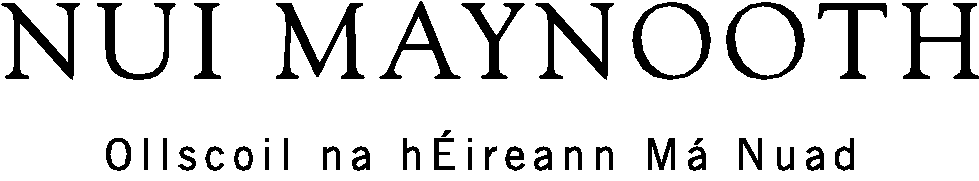 NUI MAYNOOTH
Ollscoil na hÉireann Má Nuad